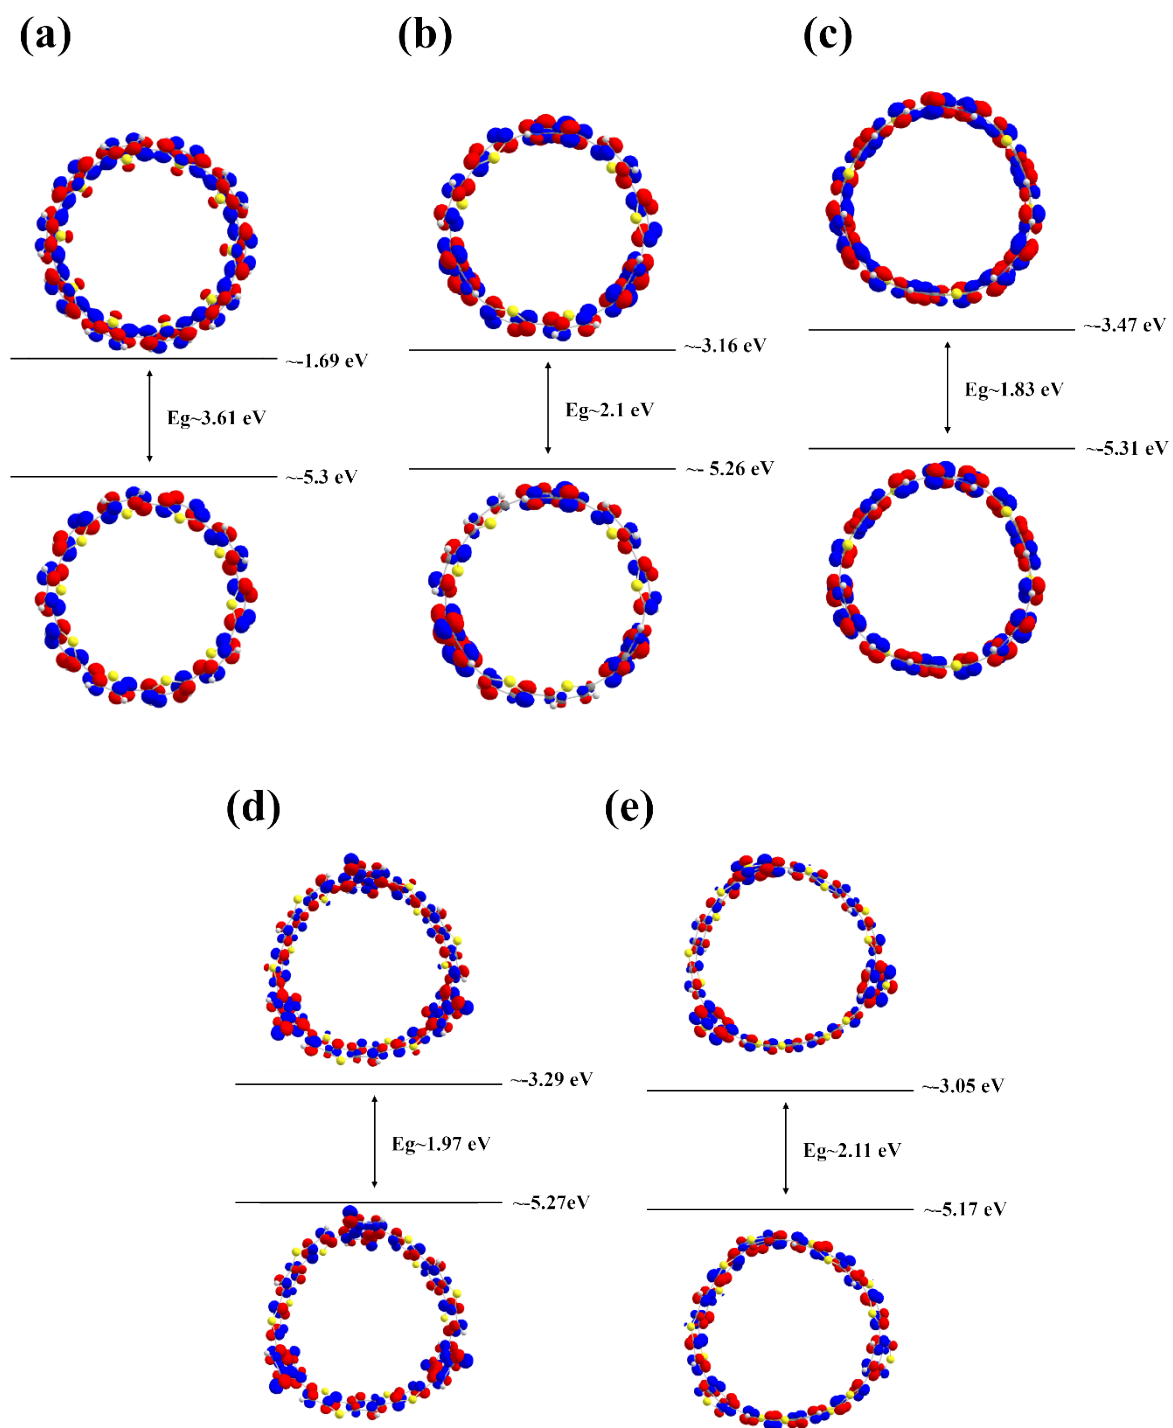 (a)
(b)
(c)
~-1.69 eV
Eg~3.61 eV
~-5.3 eV
~-3.16 eV
Eg~2.1 eV
~- 5.26 eV
~-3.47 eV
Eg~1.83 eV
~-5.31 eV
(d)
(e)
~-3.29 eV
Eg~1.97 eV
~-5.27eV
~-3.05 eV
Eg~2.11 eV
~-5.17 eV